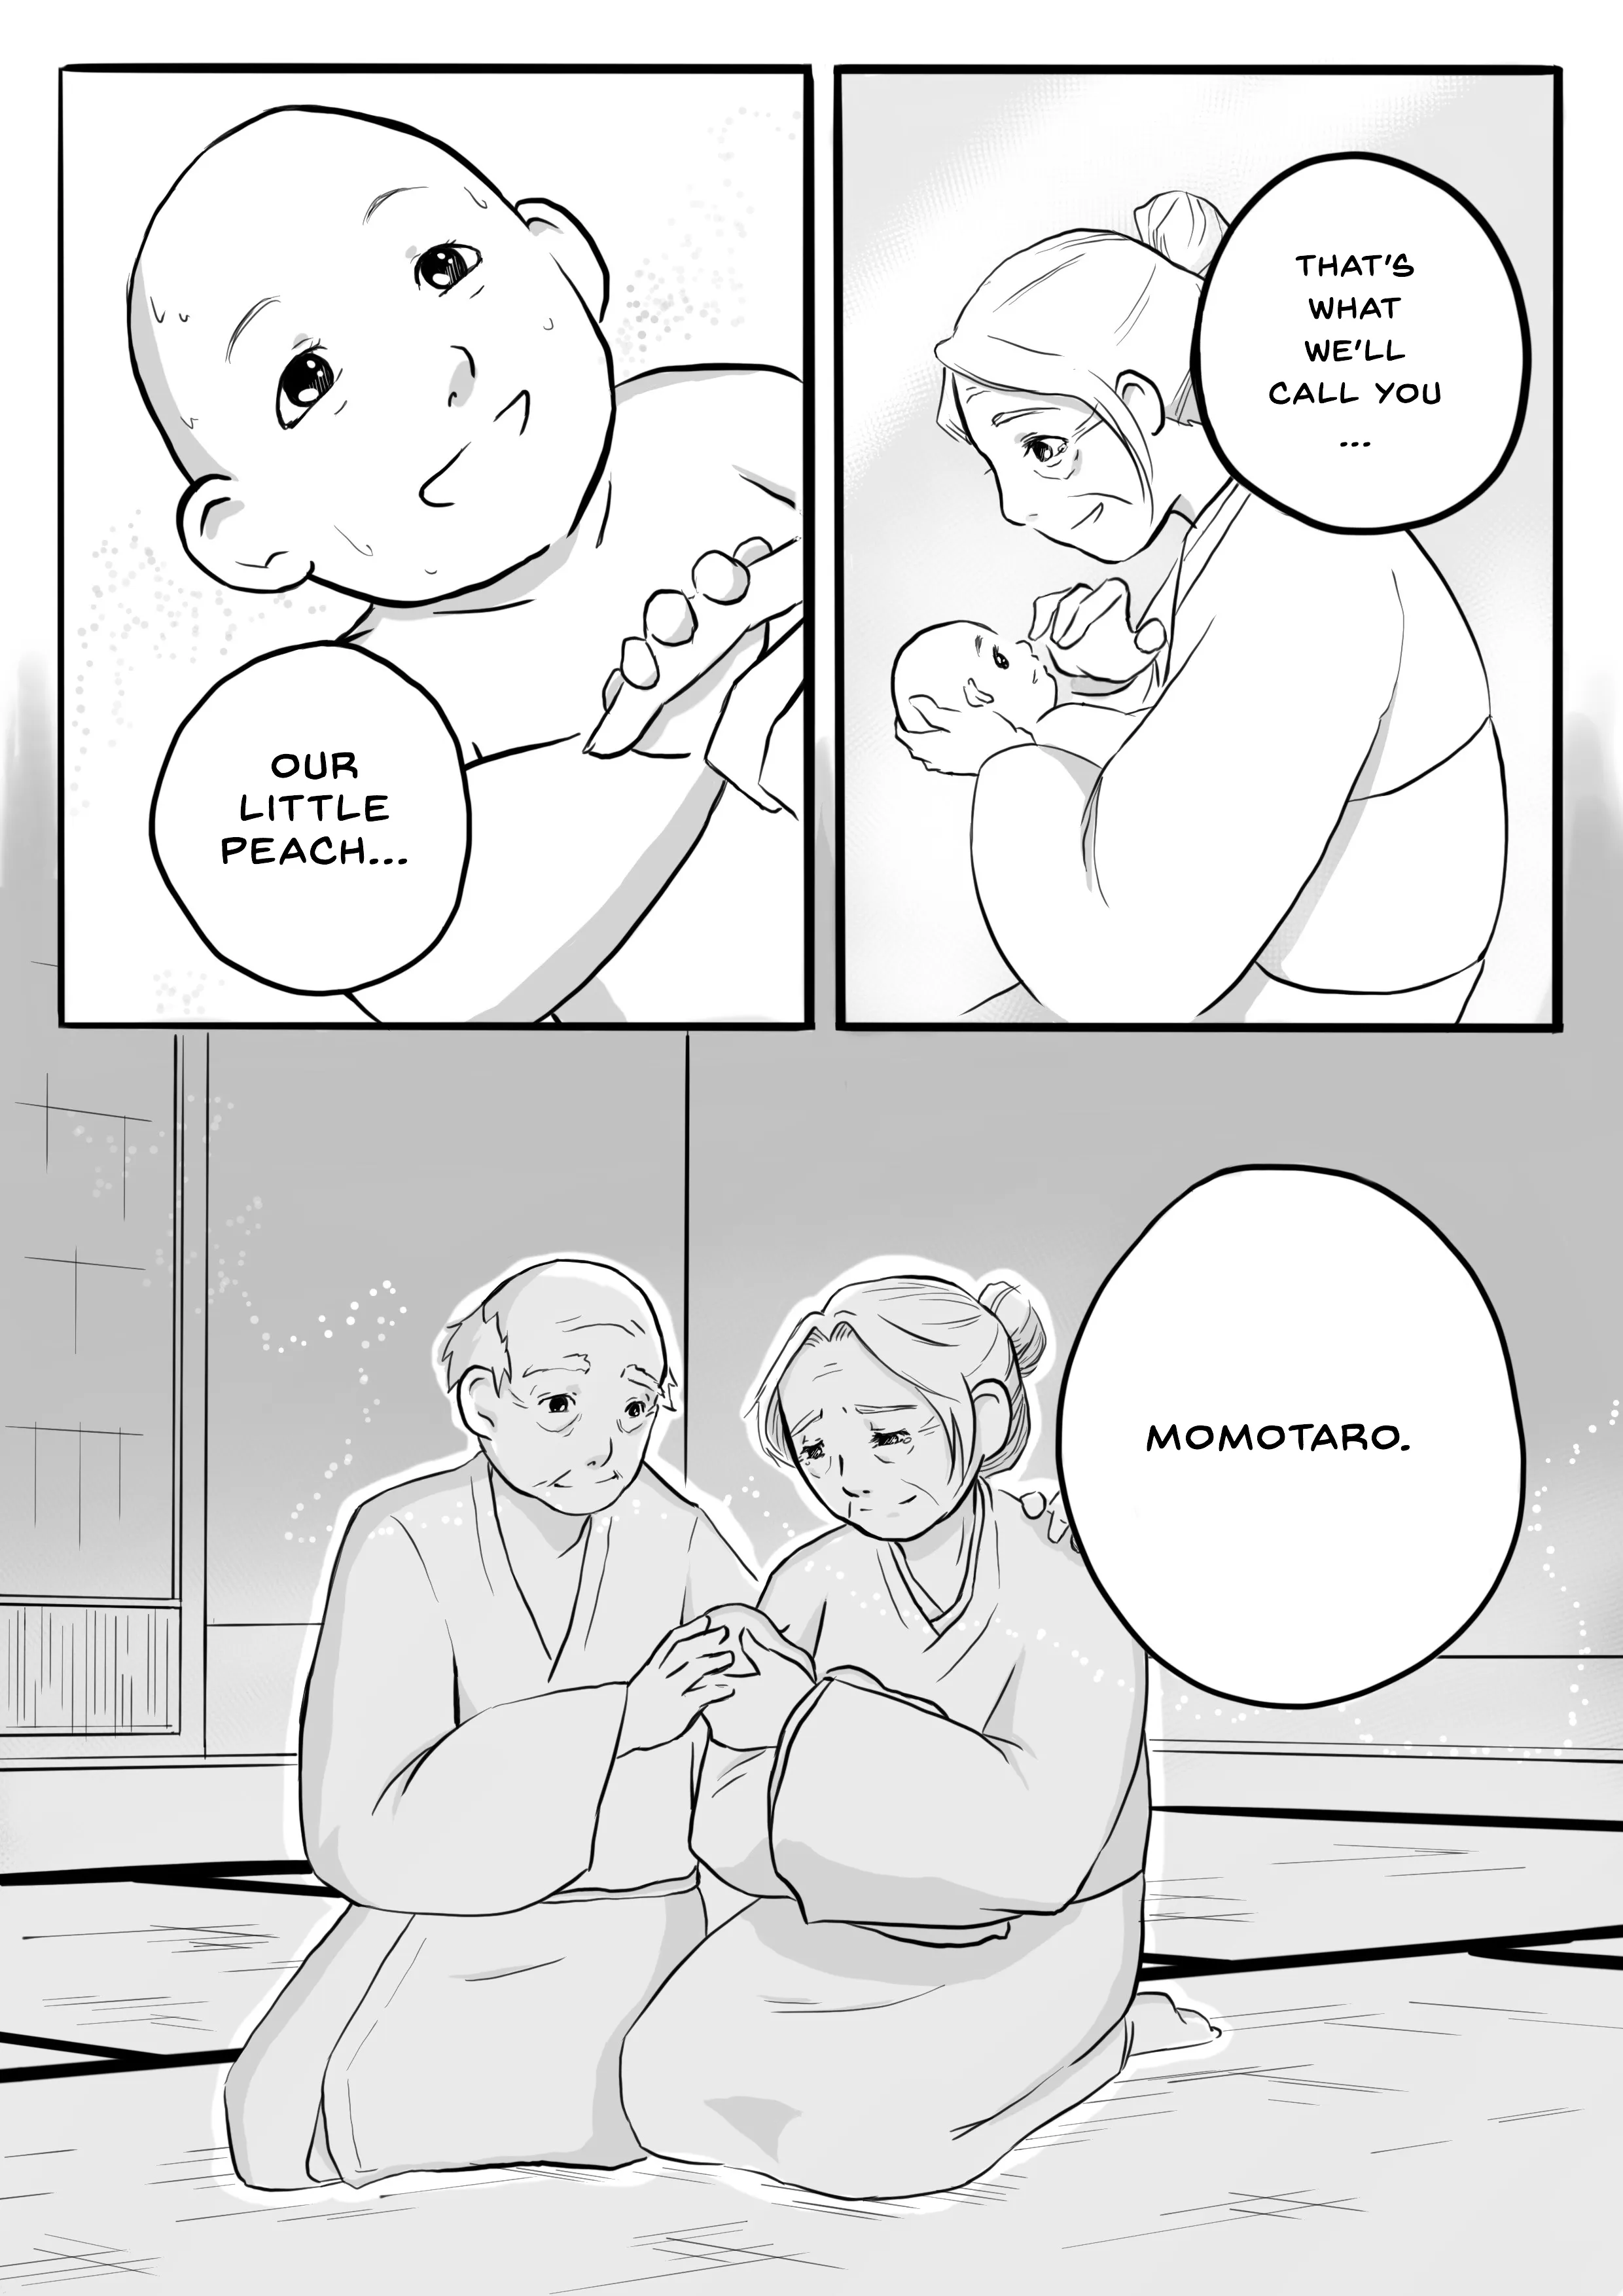 OUR
LITTLE
PEACH...
THAT'S
WHAT
WE'LL
CALL YOU
...
MOMOTARO.